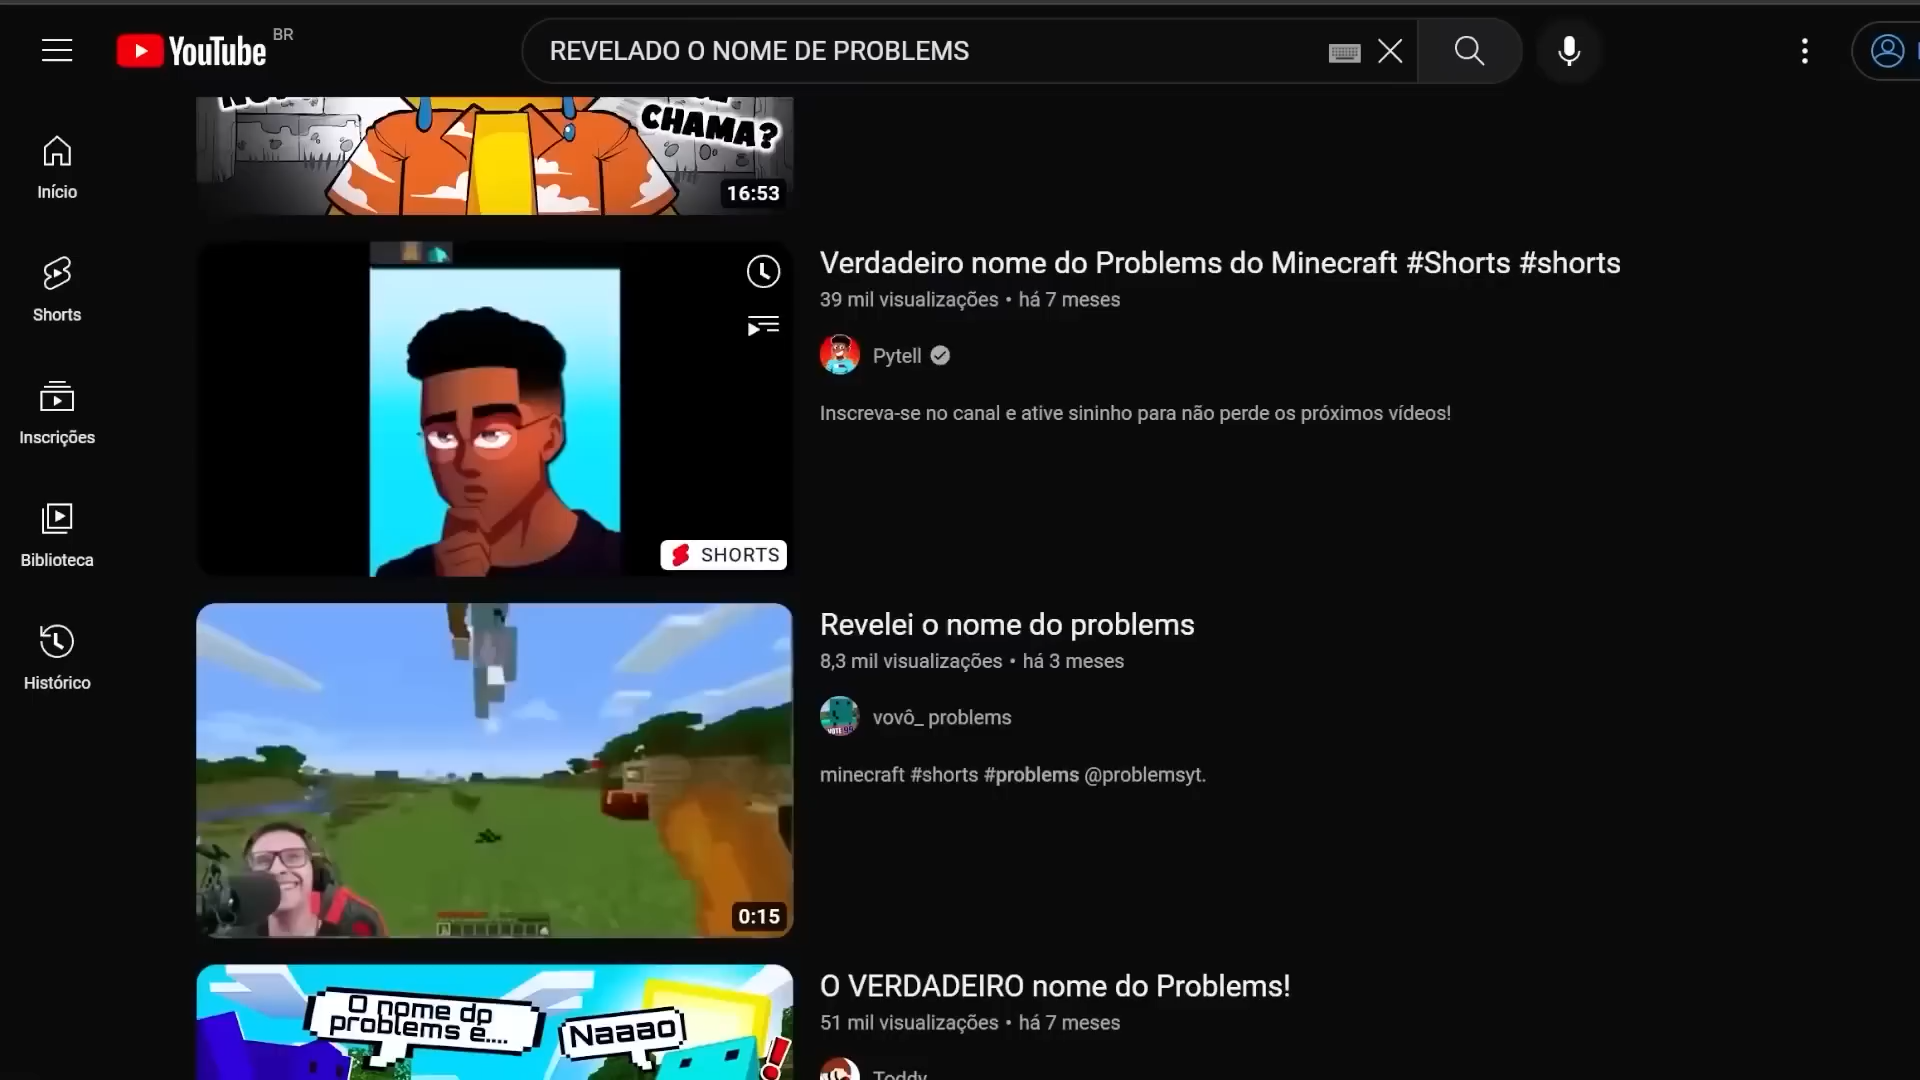 YouTube BR
REVELADO O NOME DE PROBLEMS
Início
Shorts
Inscrições
Biblioteca
Histórico
CHAMA?
16:53
SHORTS
Verdadeiro nome do Problems do Minecraft #Shorts #shorts
39 mil visualizações • há 7 meses
Pytell
Inscreva-se no canal e ative sininho para não perde os próximos vídeos!
0:15
Revelei o nome do problems
8,3 mil visualizações • há 3 meses
vovô_ problems
minecraft #shorts #problems @problemsyt.
O nome dp
problems é....
Naaao
O VERDADEIRO nome do Problems!
51 mil visualizações • há 7 meses
Toddy